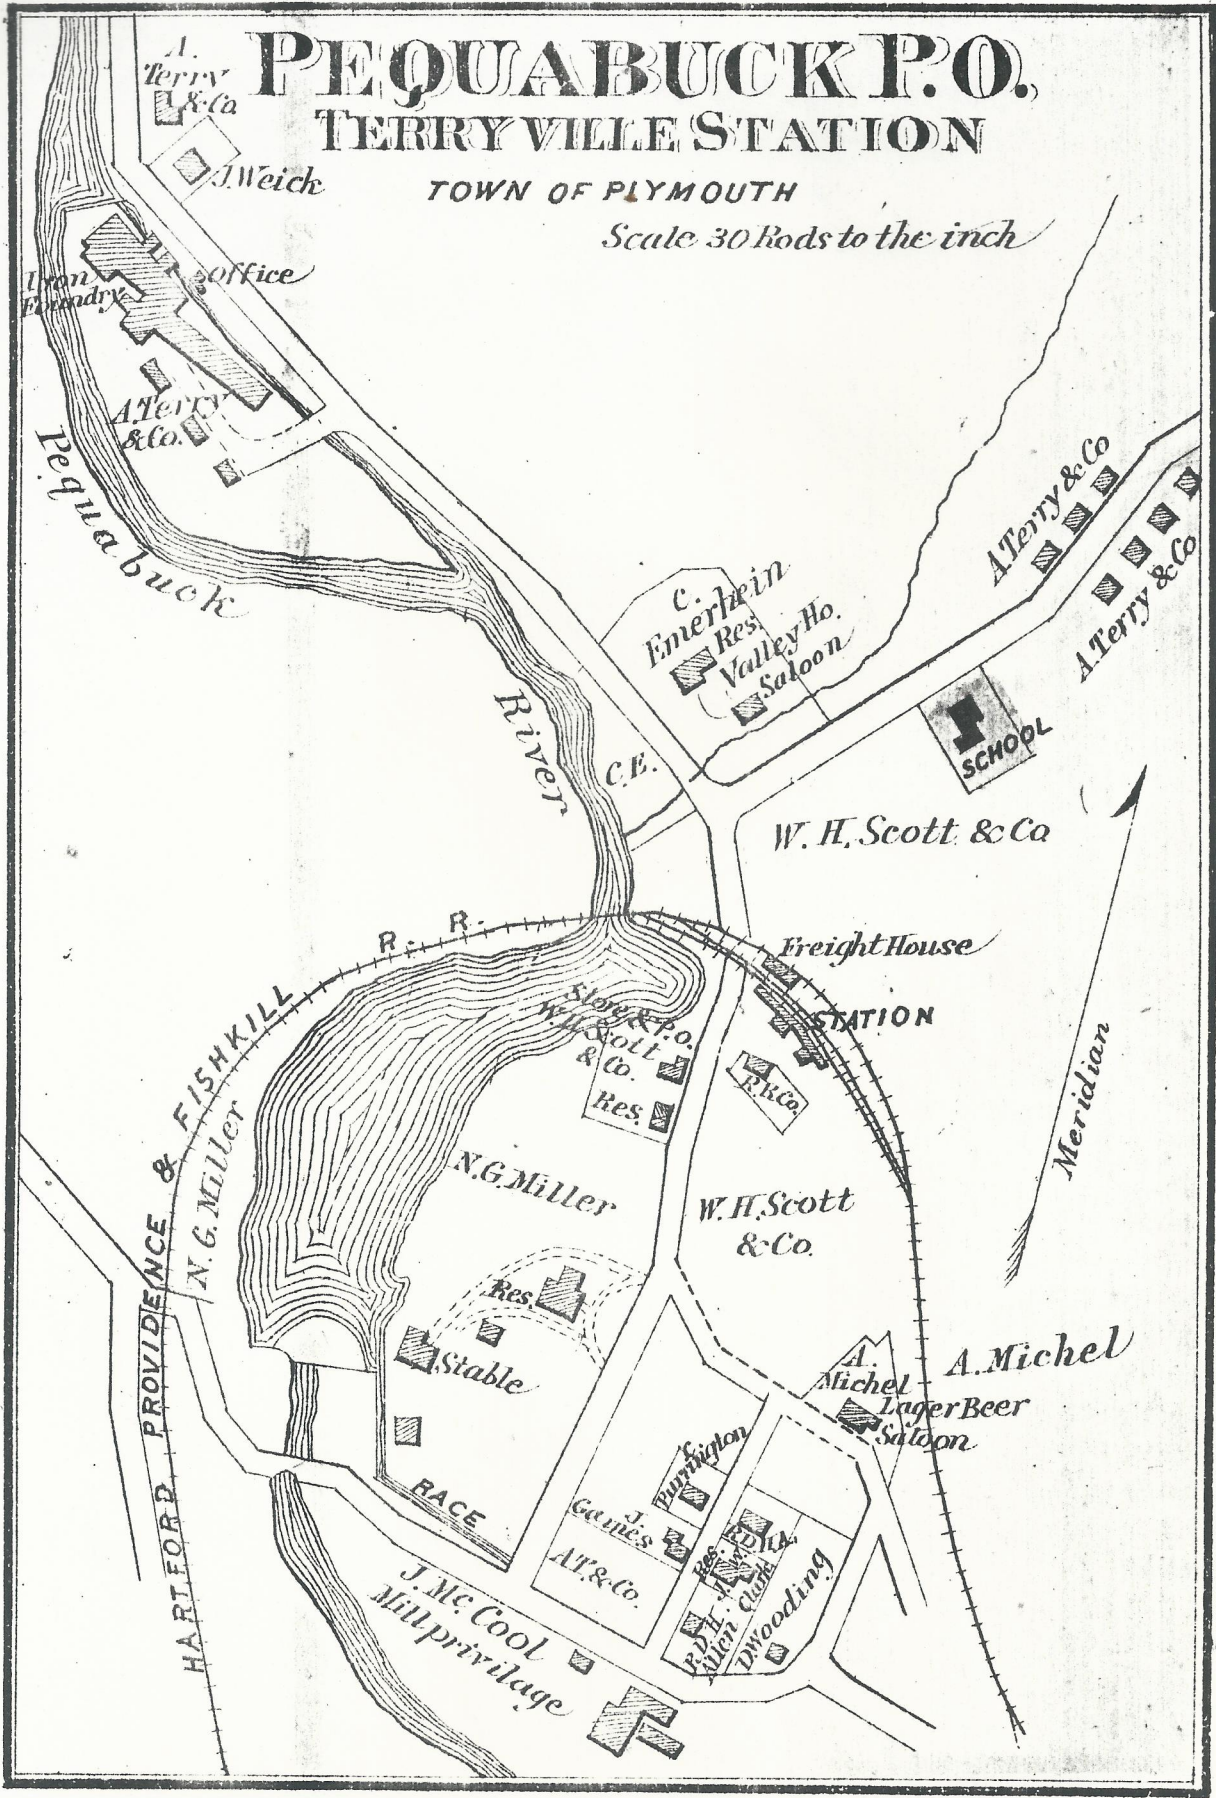 PEQUABUCK P.O.
TERRYVILLE STATION
TOWN OF PLYMOUTH
Scale 30 Rods to the inch
A.
Terry
& Co.
J. Weick
Office
Iron
Foundry
A. Terry
& Co.
Pequabuck
River
C.
Emerhein
Res.
Valley Ho.
Saloon
C.E.
A Terry & Co
A Terry & Co
SCHOOL
W. H. Scott & Co
Freight House
STATION
R.R Co.
Store & P.O.
W.H. Scott
& Co.
Res.
Meridian
HARTFORD PROVIDENCE & FISHKILL R. R.
N. G. Miller
N. G. Miller
W. H. Scott
& Co.
Res.
Stable
RACE
A. Michel
A.
Michel
Lager Beer
Saloon
C.
Purrington
J.
Games
A T. & Co.
Res.
J. W.
Clark
R.D.H.A.
R D H
Allen
D. Wooding
J. Mc. Cool
Mill privilage